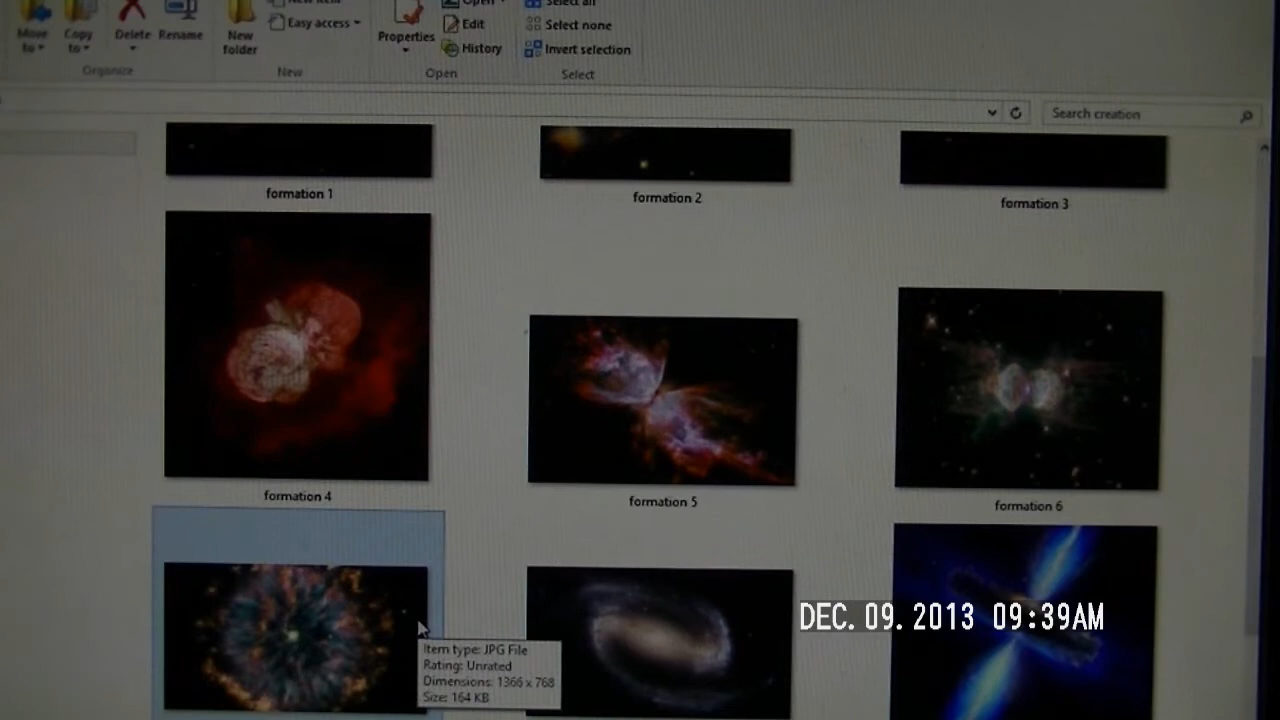 Move to
Copy to
Delete
Rename
New folder
Easy access
Properties
Open
Edit
History
Select all
Select none
Invert selection
Organize
New
Open
Select
Search creation
formation 1
formation 2
formation 3
formation 4
formation 5
formation 6
Item type: JPG File
Rating: Unrated
Dimensions: 1366 x 768
Size: 164 KB
DEC. 09. 2013 09:39AM